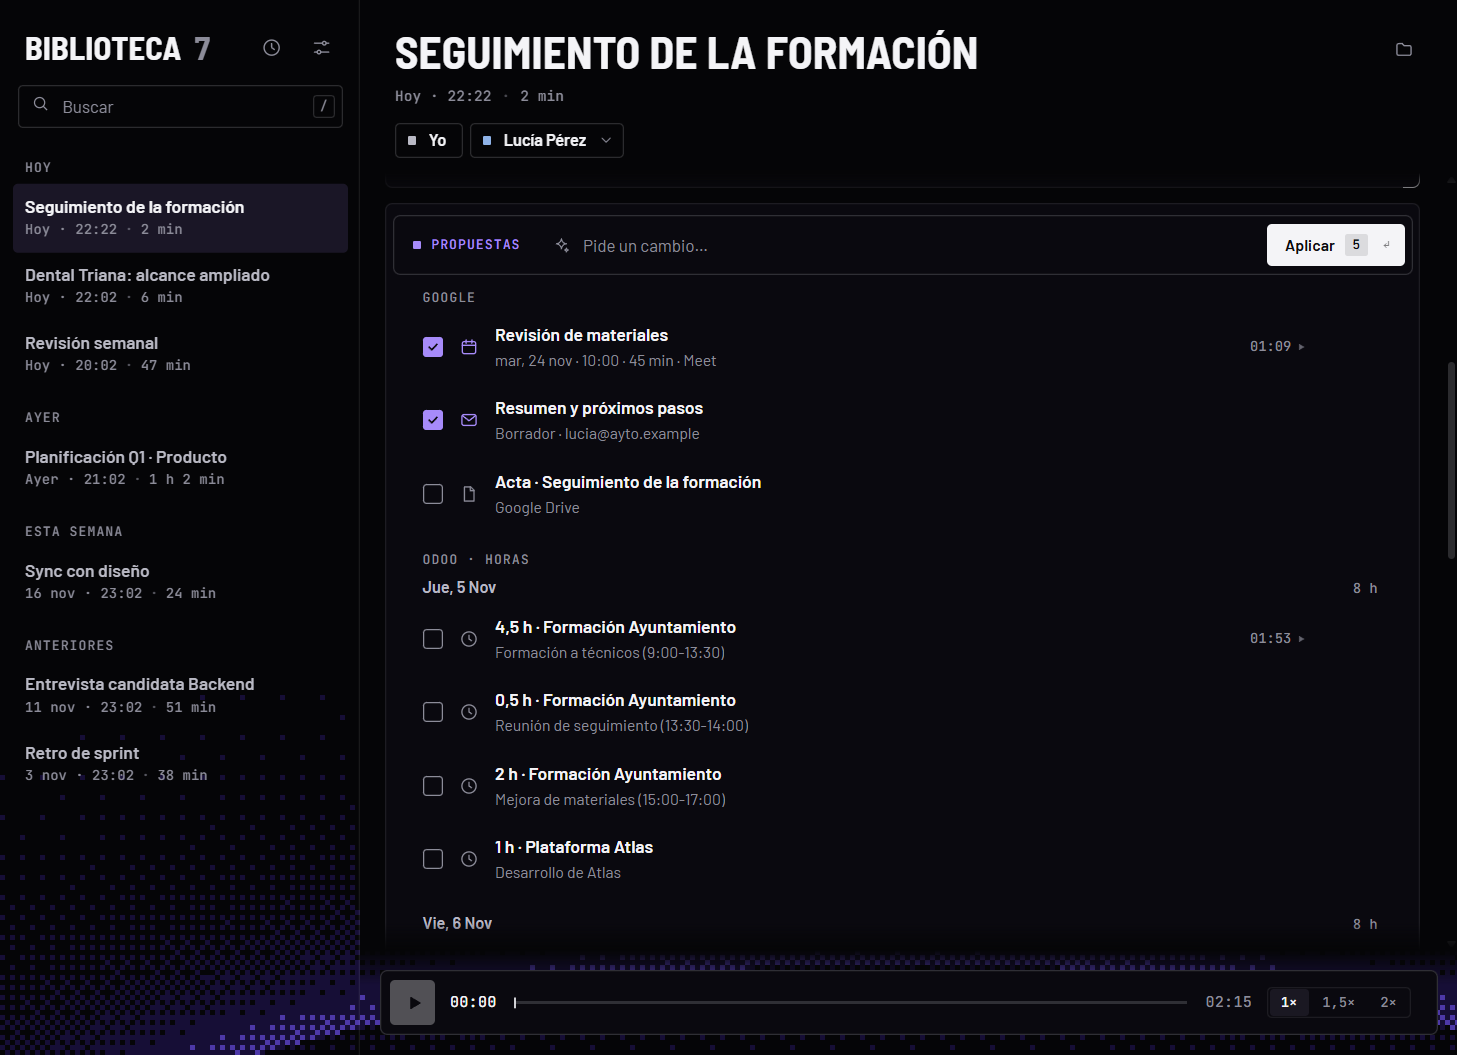 BIBLIOTECA 7
Buscar /
HOY
Seguimiento de la formación
Hoy · 22:22 · 2 min
Dental Triana: alcance ampliado
Hoy · 22:02 · 6 min
Revisión semanal
Hoy · 20:02 · 47 min
AYER
Planificación Q1 · Producto
Ayer · 21:02 · 1 h 2 min
ESTA SEMANA
Sync con diseño
16 nov · 23:02 · 24 min
ANTERIORES
Entrevista candidata Backend
11 nov · 23:02 · 51 min
Retro de sprint
3 nov · 23:02 · 38 min
SEGUIMIENTO DE LA FORMACIÓN
Hoy · 22:22 · 2 min
Yo Lucía Pérez
PROPUESTAS Pide un cambio... Aplicar 5
GOOGLE
Revisión de materiales
mar, 24 nov · 10:00 · 45 min · Meet
01:09
Resumen y próximos pasos
Borrador · lucia@ayto.example
Acta · Seguimiento de la formación
Google Drive
ODOO · HORAS
Jue, 5 Nov 8 h
4,5 h · Formación Ayuntamiento
Formación a técnicos (9:00-13:30)
01:53
0,5 h · Formación Ayuntamiento
Reunión de seguimiento (13:30-14:00)
2 h · Formación Ayuntamiento
Mejora de materiales (15:00-17:00)
1 h · Plataforma Atlas
Desarrollo de Atlas
Vie, 6 Nov 8 h
00:00 02:15 1× 1,5× 2×